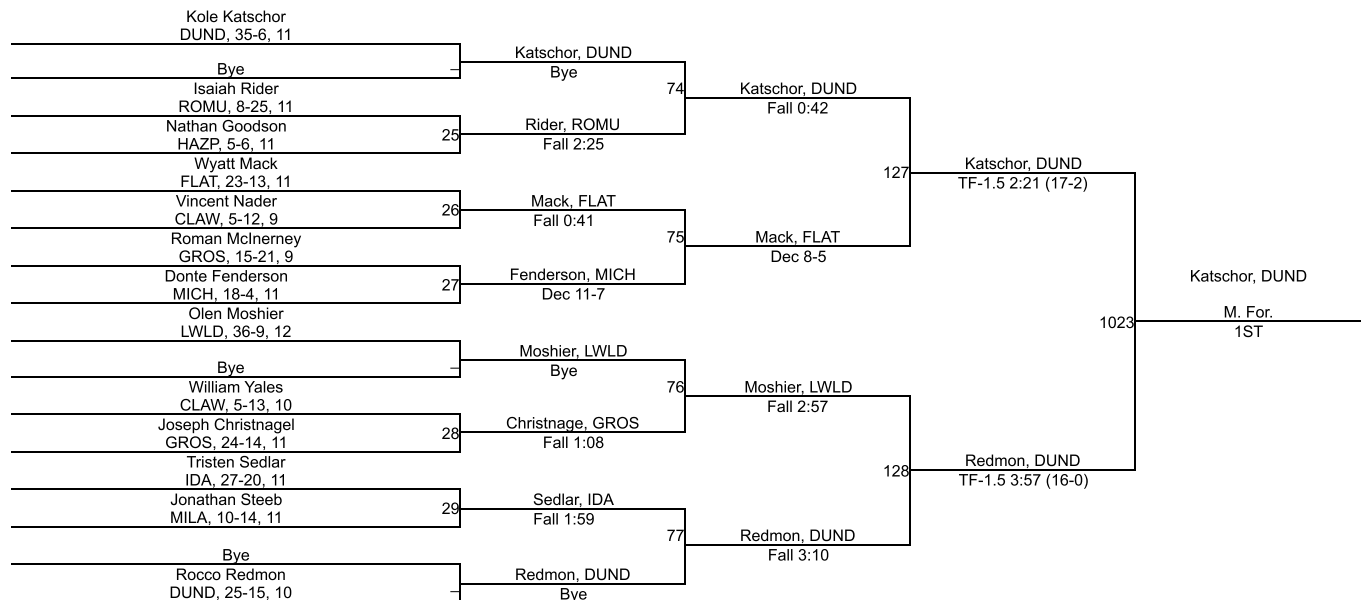 Kole Katschor
DUND, 35-6, 11
Bye
Isaiah Rider
ROMU, 8-25, 11
Nathan Goodson
HAZP, 5-6, 11
Wyatt Mack
FLAT, 23-13, 11
Vincent Nader
CLAW, 5-12, 9
Roman McInerney
GROS, 15-21, 9
Donte Fenderson
MICH, 18-4, 11
Olen Moshier
LWLD, 36-9, 12
Bye
William Yales
CLAW, 5-13, 10
Joseph Christnagel
GROS, 24-14, 11
Tristen Sedlar
IDA, 27-20, 11
Jonathan Steeb
MILA, 10-14, 11
Bye
Rocco Redmon
DUND, 25-15, 10
–
25
26
27
–
28
29
–
Katschor, DUND
Bye
Rider, ROMU
Fall 2:25
Mack, FLAT
Fall 0:41
Fenderson, MICH
Dec 11-7
Moshier, LWLD
Bye
Christnage, GROS
Fall 1:08
Sedlar, IDA
Fall 1:59
Redmon, DUND
Bye
74
75
76
77
Katschor, DUND
Fall 0:42
Mack, FLAT
Dec 8-5
Moshier, LWLD
Fall 2:57
Redmon, DUND
Fall 3:10
127
128
Katschor, DUND
TF-1.5 2:21 (17-2)
Redmon, DUND
TF-1.5 3:57 (16-0)
1023
Katschor, DUND
M. For.
1ST